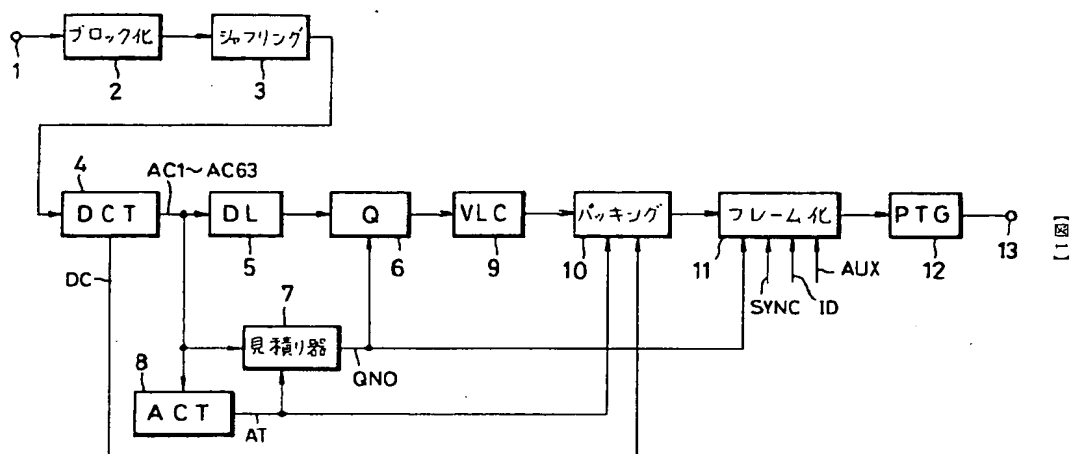 ブロック化
シャフリング
1
2
3
4
AC1～AC63
DCT
DL
Q
VLC
パッキング
フレーム化
PTG
5
6
9
10
11
12
13
DC
SYNC
ID
AUX
7
見積り器
QNO
8
ACT
AT
【図1】